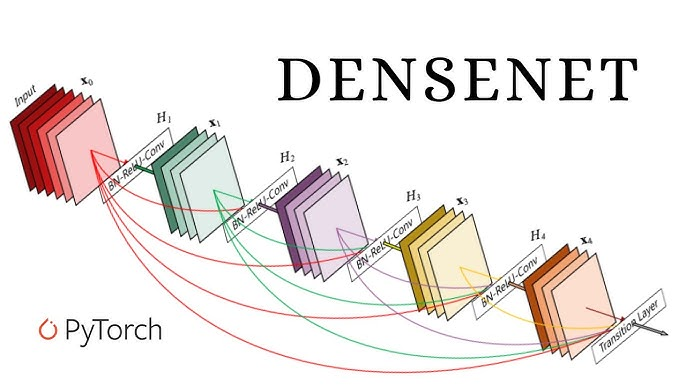 DENSENET
Input
x0
H1
BN-ReLU-Conv
x1
H2
BN-ReLU-Conv
x2
H3
BN-ReLU-Conv
x3
H4
BN-ReLU-Conv
x4
Transition Layer
PyTorch